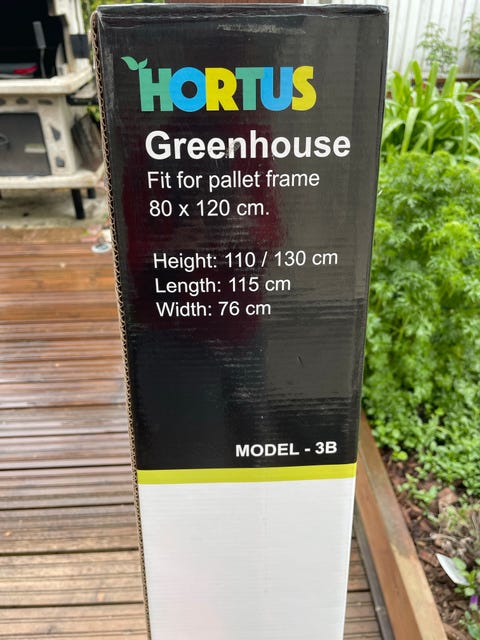 HORTUS
Greenhouse
Fit for pallet frame
80 x 120 cm.
Height: 110 / 130 cm
Length: 115 cm
Width: 76 cm
MODEL - 3B